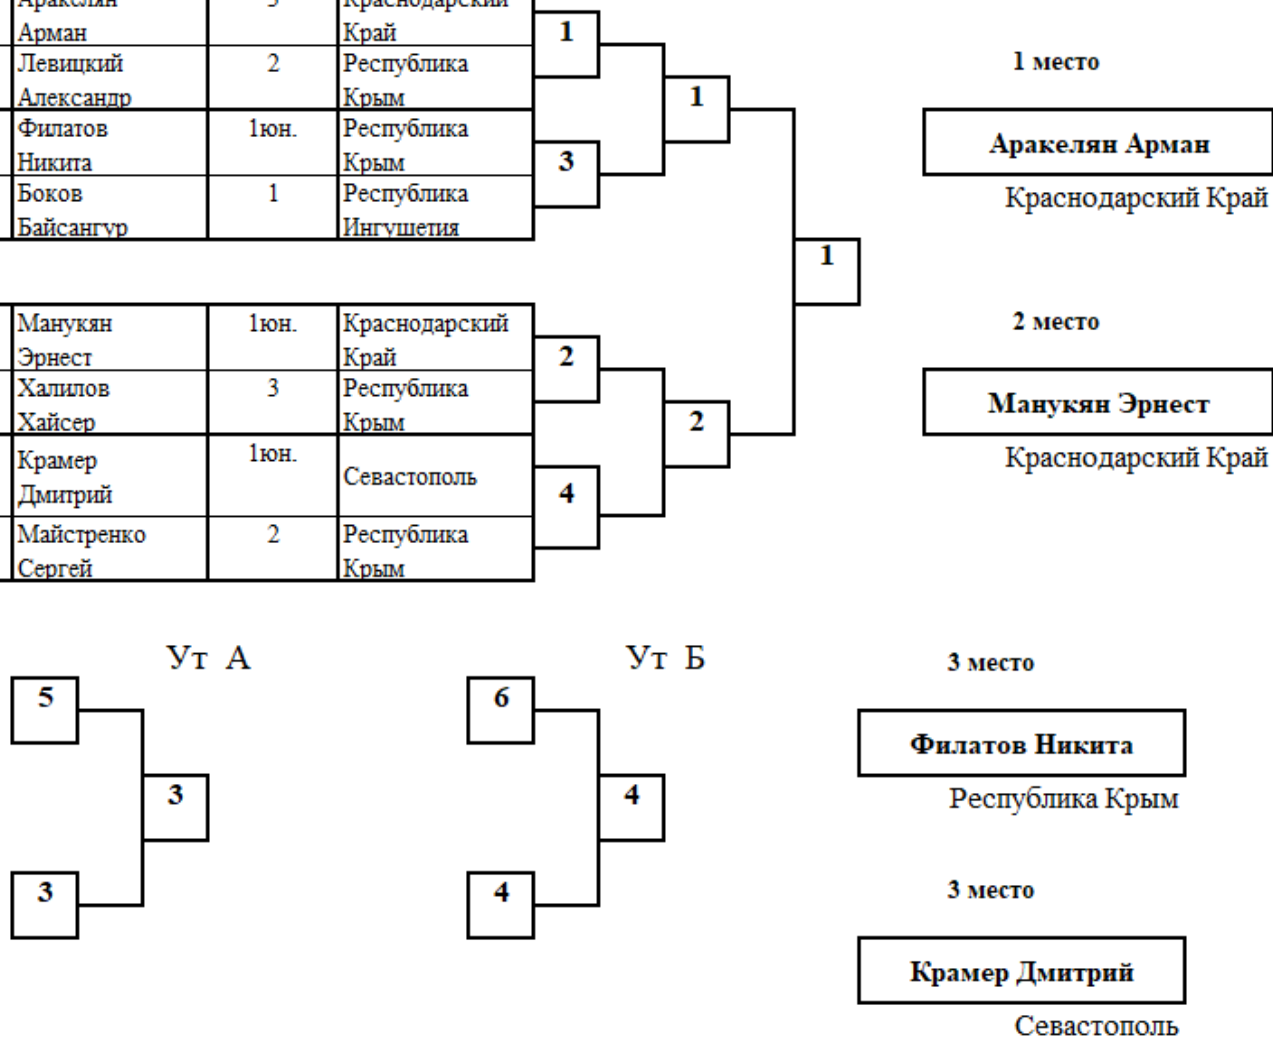 Аракелян 3 Краснодарский
Арман Край
1
Левицкий 2 Республика
Александр Крым
Филатов 1юн. Республика
Никита Крым
3
Боков 1 Республика
Байсангур Ингушетия
1
1
Манукян 1юн. Краснодарский
Эрнест Край
2
Халилов 3 Республика
Хайсер Крым
Крамер 1юн. Севастополь
Дмитрий
4
Майстренко 2 Республика
Сергей Крым
2
1 место
Аракелян Арман
Краснодарский Край
2 место
Манукян Эрнест
Краснодарский Край
Ут А
5
3
3
Ут Б
6
4
4
3 место
Филатов Никита
Республика Крым
3 место
Крамер Дмитрий
Севастополь